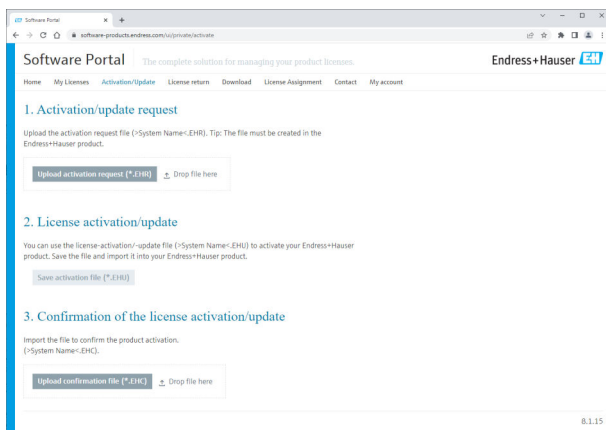 Software Portal
software-products.endress.com/ui/private/activate
Software Portal The complete solution for managing your product licenses. Endress+Hauser EH
Home My Licenses Activation/Update License return Download License Assignment Contact My account
1. Activation/update request
Upload the activation request file (>System Name<.EHR). Tip: The file must be created in the
Endress+Hauser product.
Upload activation request (*.EHR) Drop file here
2. License activation/update
You can use the license-activation/-update file (>System Name<.EHU) to activate your Endress+Hauser
product. Save the file and import it into your Endress+Hauser product.
Save activation file (*.EHU)
3. Confirmation of the license activation/update
Import the file to confirm the product activation.
(>System Name<.EHC).
Upload confirmation file (*.EHC) Drop file here
8.1.15